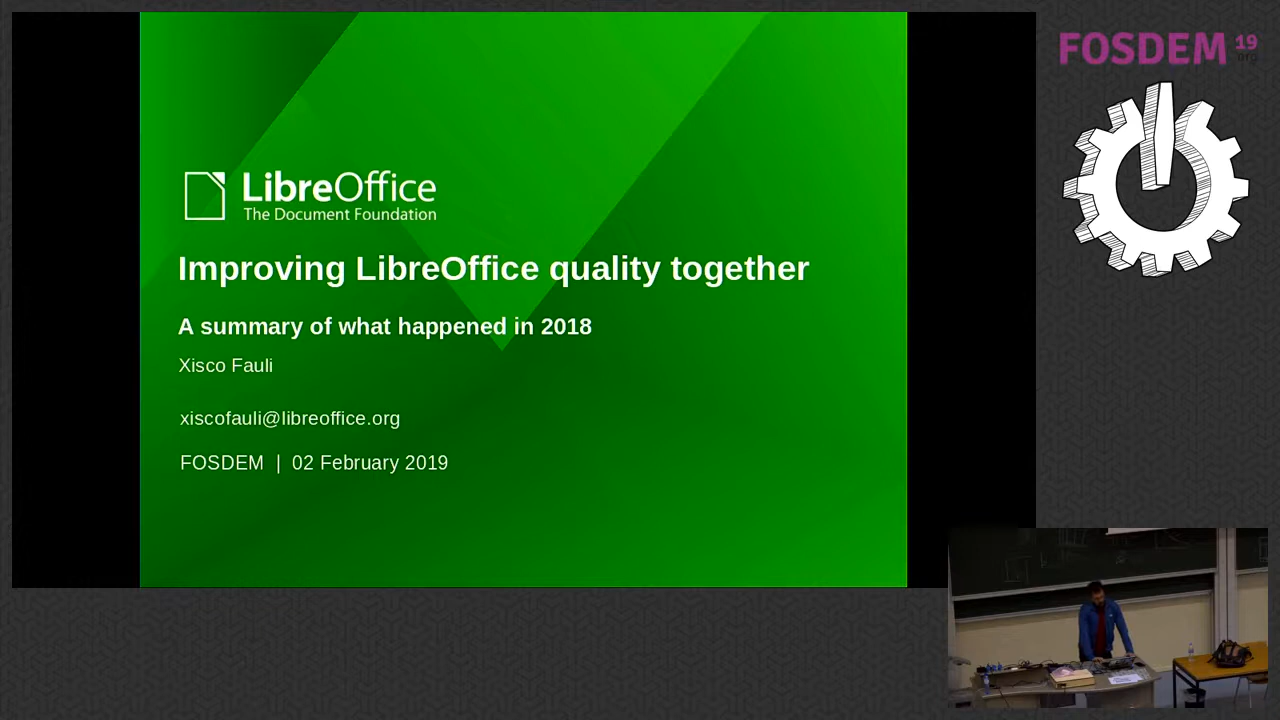 LibreOffice
The Document Foundation
Improving LibreOffice quality together
A summary of what happened in 2018
Xisco Fauli
xiscofauli@libreoffice.org
FOSDEM | 02 February 2019
FOSDEM 19
.org